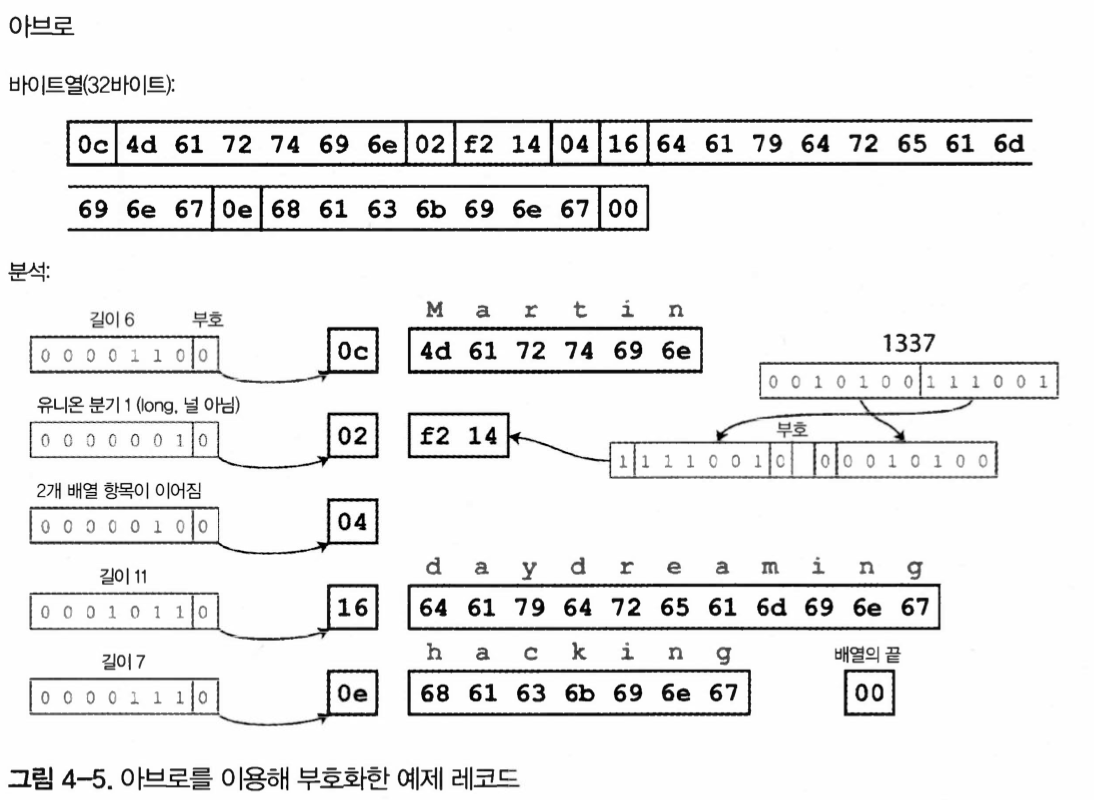 아브로
바이트열(32바이트):
0c 4d 61 72 74 69 6e 02 f2 14 04 16 64 61 79 64 72 65 61 6d
69 6e 67 0e 68 61 63 6b 69 6e 67 00
분석:
길이 6 부호 M a r t i n
0 0 0 0 1 1 0 0 0c 4d 61 72 74 69 6e
1337
0 0 1 0 1 0 0 1 1 1 0 0 1
유니온 분기 1 (long, 널 아님)
0 0 0 0 0 0 1 0 02 f2 14
부호
1 1 1 1 0 0 1 0 0 0 0 1 0 1 0 0
2개 배열 항목이 이어짐
0 0 0 0 0 1 0 0 04
길이 11 d a y d r e a m i n g
0 0 0 1 0 1 1 0 16 64 61 79 64 72 65 61 6d 69 6e 67
길이 7 h a c k i n g 배열의 끝
0 0 0 0 1 1 1 0 0e 68 61 63 6b 69 6e 67 00
그림 4-5. 아브로를 이용해 부호화한 예제 레코드